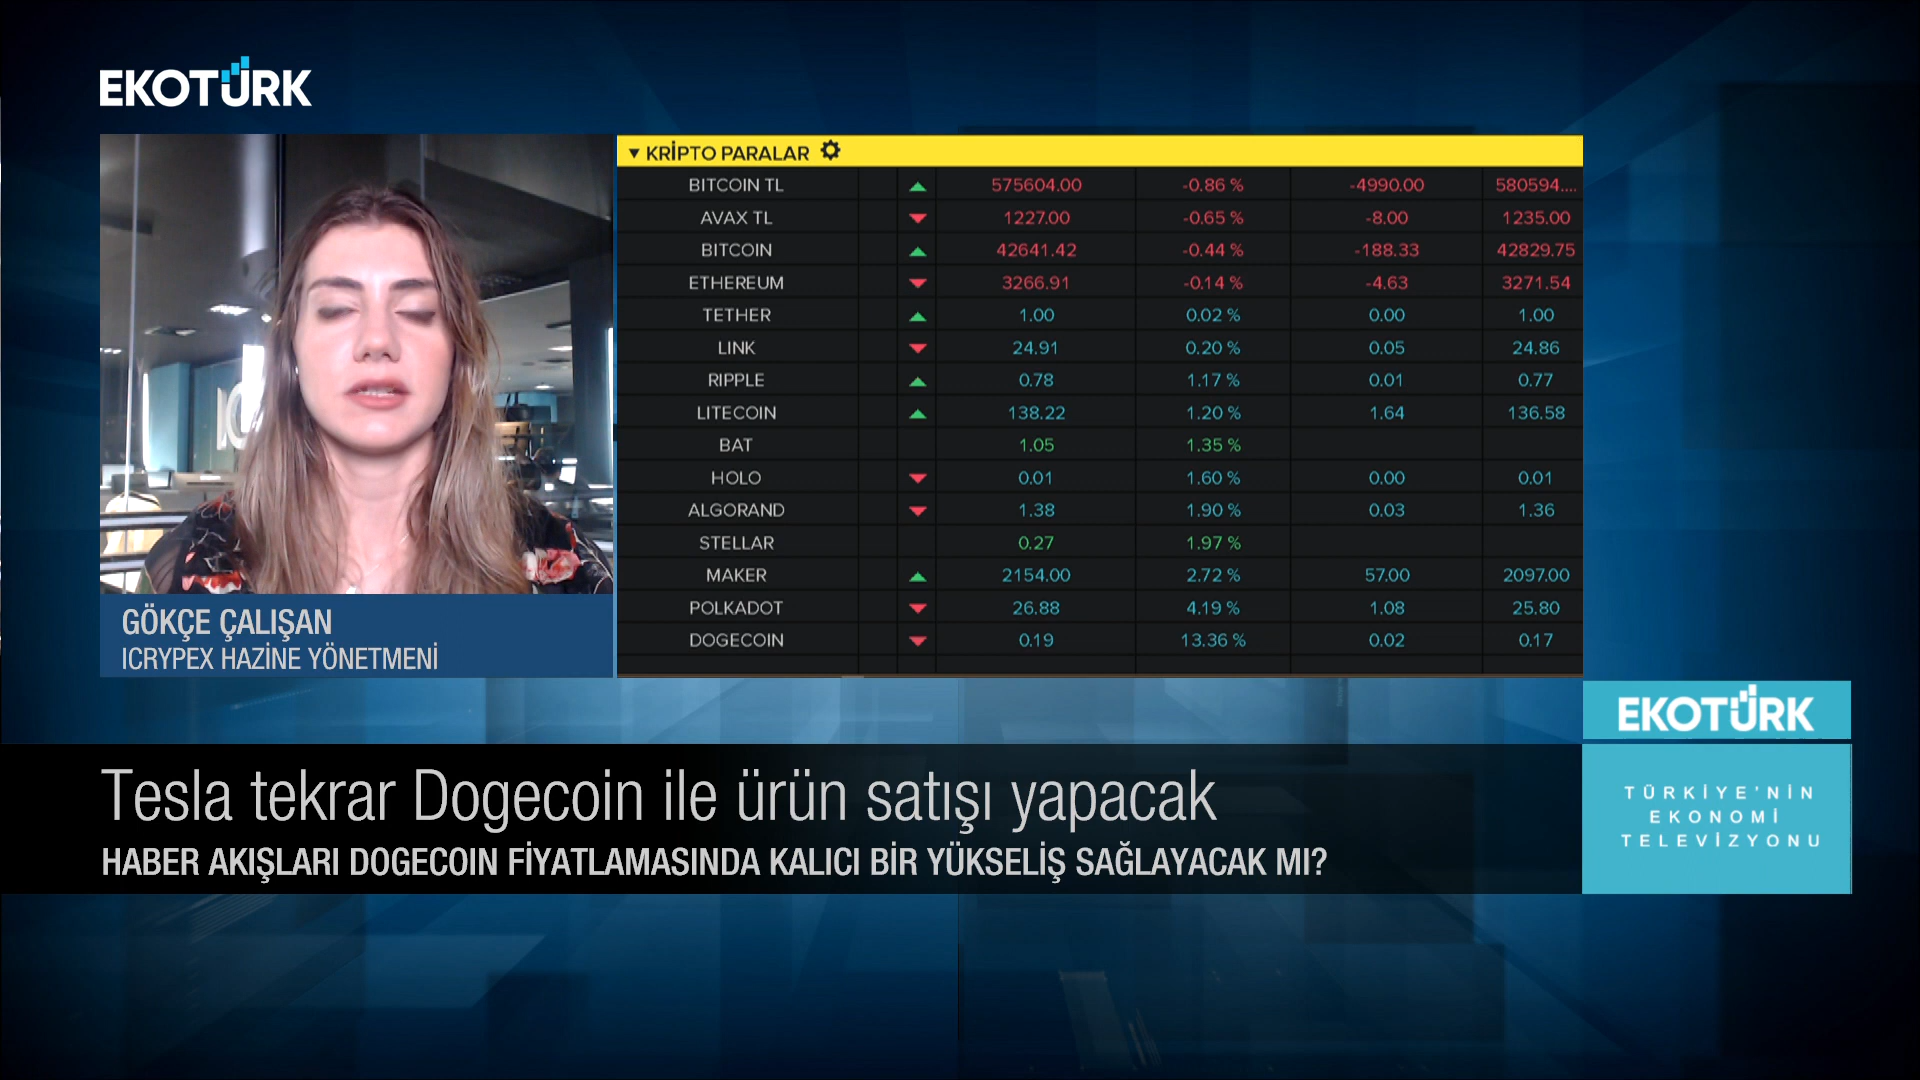 EKOTÜRK
KRİPTO PARALAR
BITCOIN TL 575604.00 -0.86 % -4990.00 580594....
AVAX TL 1227.00 -0.65 % -8.00 1235.00
BITCOIN 42641.42 -0.44 % -188.33 42829.75
ETHEREUM 3266.91 -0.14 % -4.63 3271.54
TETHER 1.00 0.02 % 0.00 1.00
LINK 24.91 0.20 % 0.05 24.86
RIPPLE 0.78 1.17 % 0.01 0.77
LITECOIN 138.22 1.20 % 1.64 136.58
BAT 1.05 1.35 %
HOLO 0.01 1.60 % 0.00 0.01
ALGORAND 1.38 1.90 % 0.03 1.36
STELLAR 0.27 1.97 %
MAKER 2154.00 2.72 % 57.00 2097.00
POLKADOT 26.88 4.19 % 1.08 25.80
DOGECOIN 0.19 13.36 % 0.02 0.17
GÖKÇE ÇALIŞAN
ICRYPEX HAZİNE YÖNETMENİ
EKOTÜRK
Tesla tekrar Dogecoin ile ürün satışı yapacak
HABER AKIŞLARI DOGECOIN FİYATLAMASINDA KALICI BİR YÜKSELİŞ SAĞLAYACAK MI?
TÜRKİYE'NİN
EKONOMİ
TELEVİZYONU